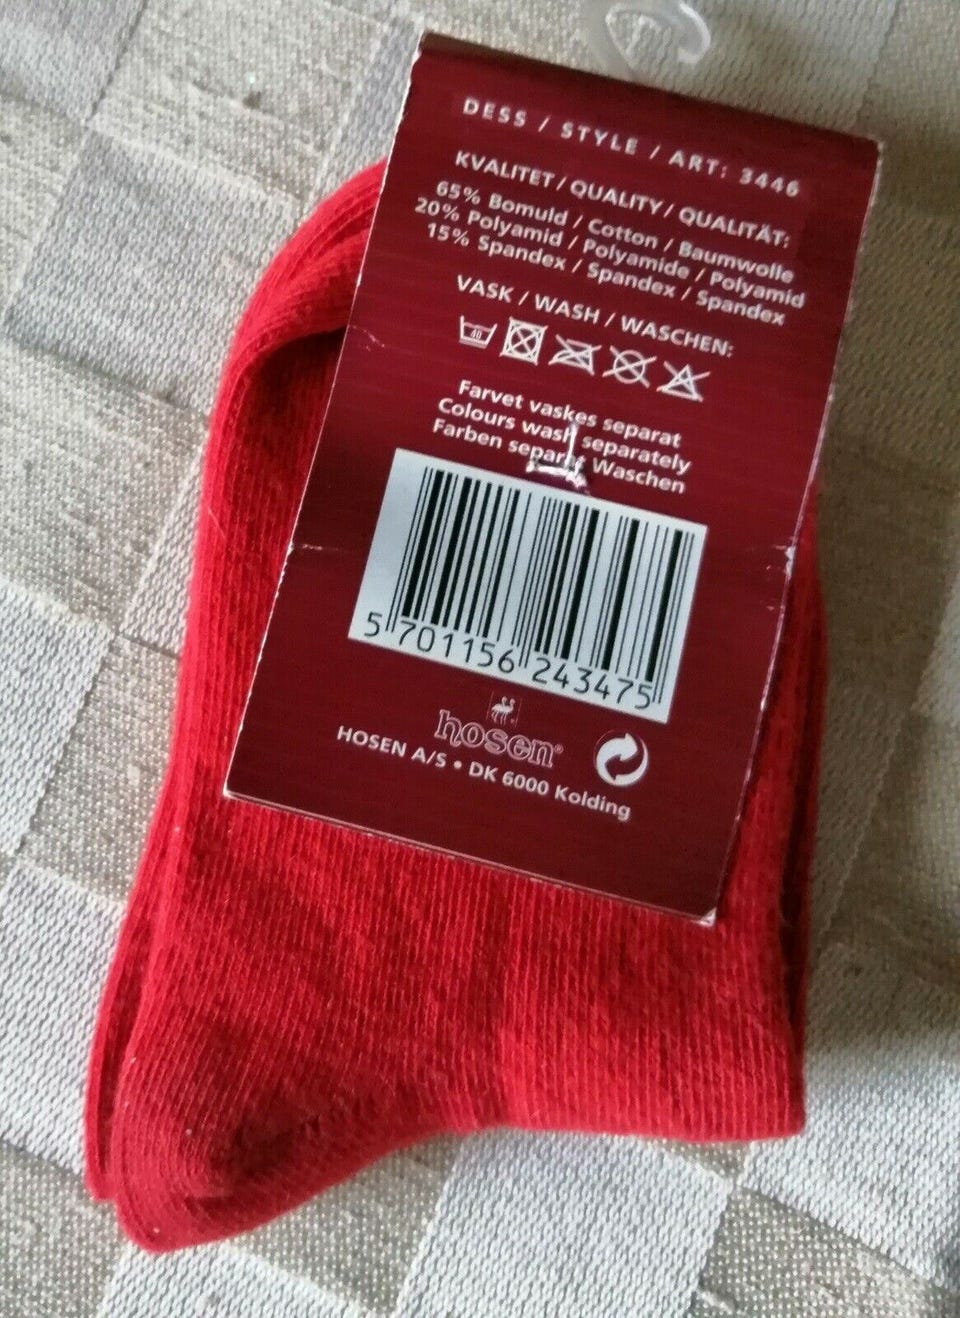 DESS / STYLE / ART: 3446
KVALITET / QUALITY / QUALITÄT:
65% Bomuld / Cotton / Baumwolle
20% Polyamid / Polyamide / Polyamid
15% Spandex / Spandex / Spandex
VASK / WASH / WASCHEN:
40
Farvet vaskes separat
Colours wash separately
Farben separat Waschen
5 701156 243475
hosen®
HOSEN A/S • DK 6000 Kolding